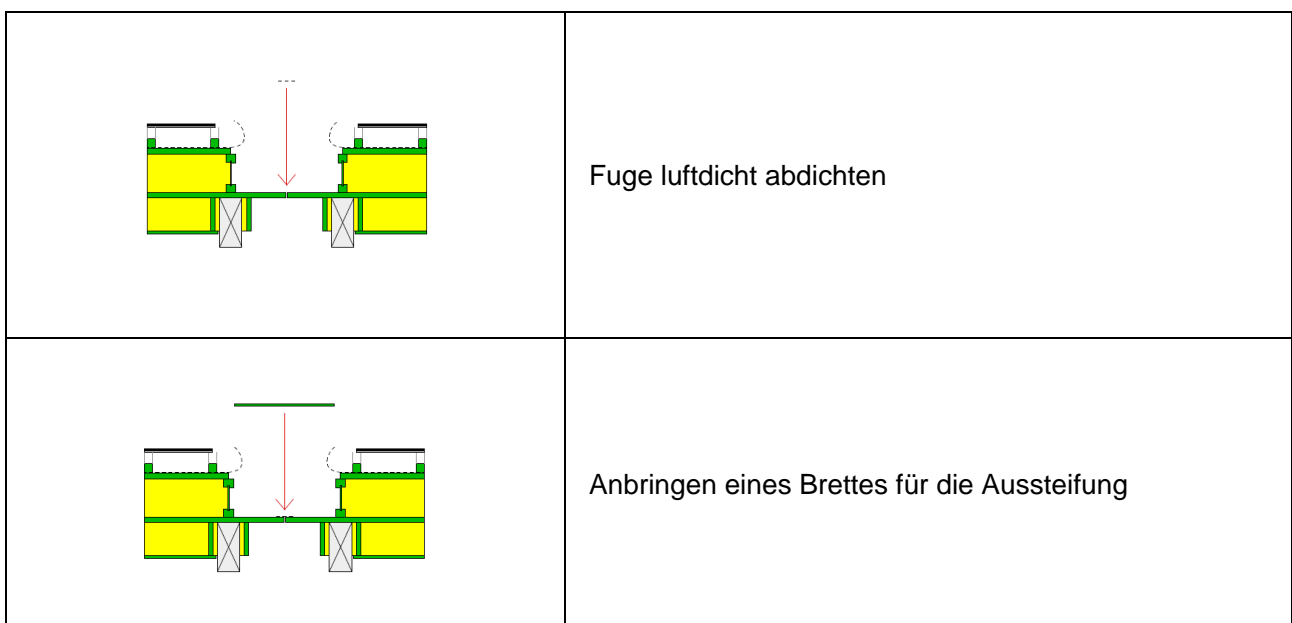 Fuge luftdicht abdichten
Anbringen eines Brettes für die Aussteifung